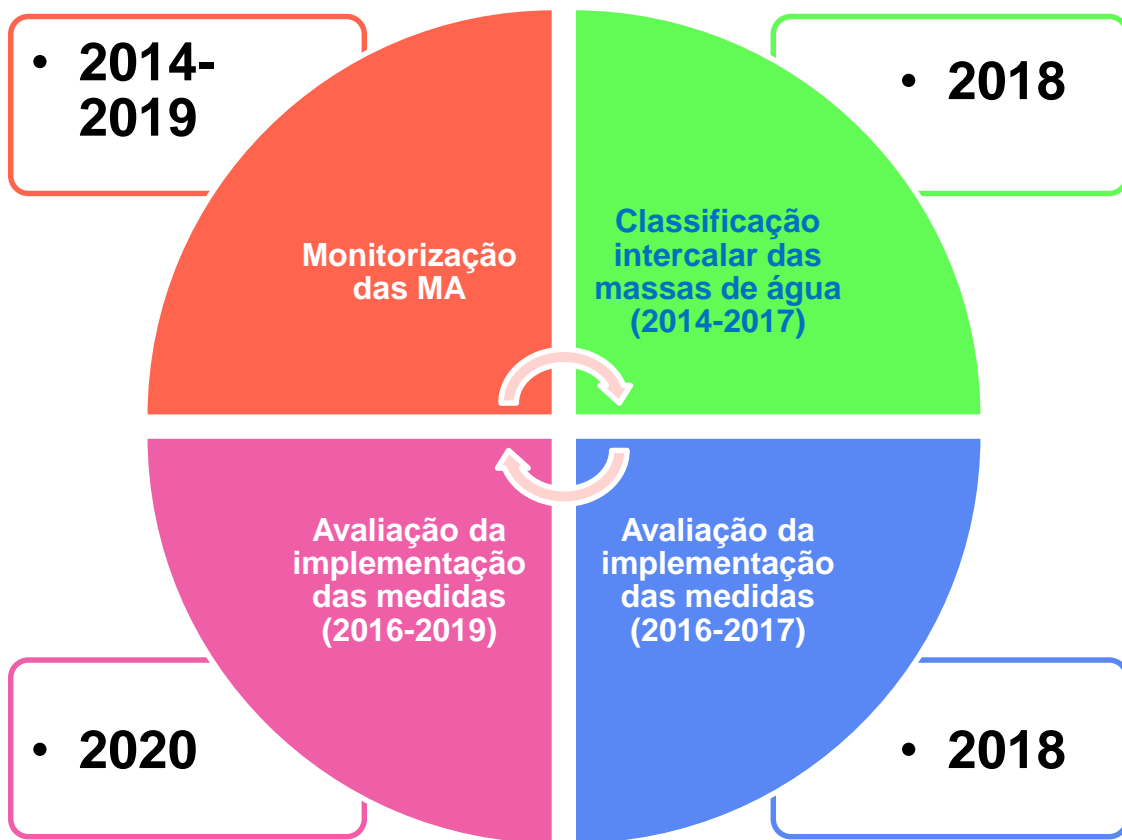 • 2014-
2019
• 2018
Monitorização
das MA
Classificação
intercalar das
massas de água
(2014-2017)
Avaliação da
implementação
das medidas
(2016-2019)
Avaliação da
implementação
das medidas
(2016-2017)
• 2020
• 2018